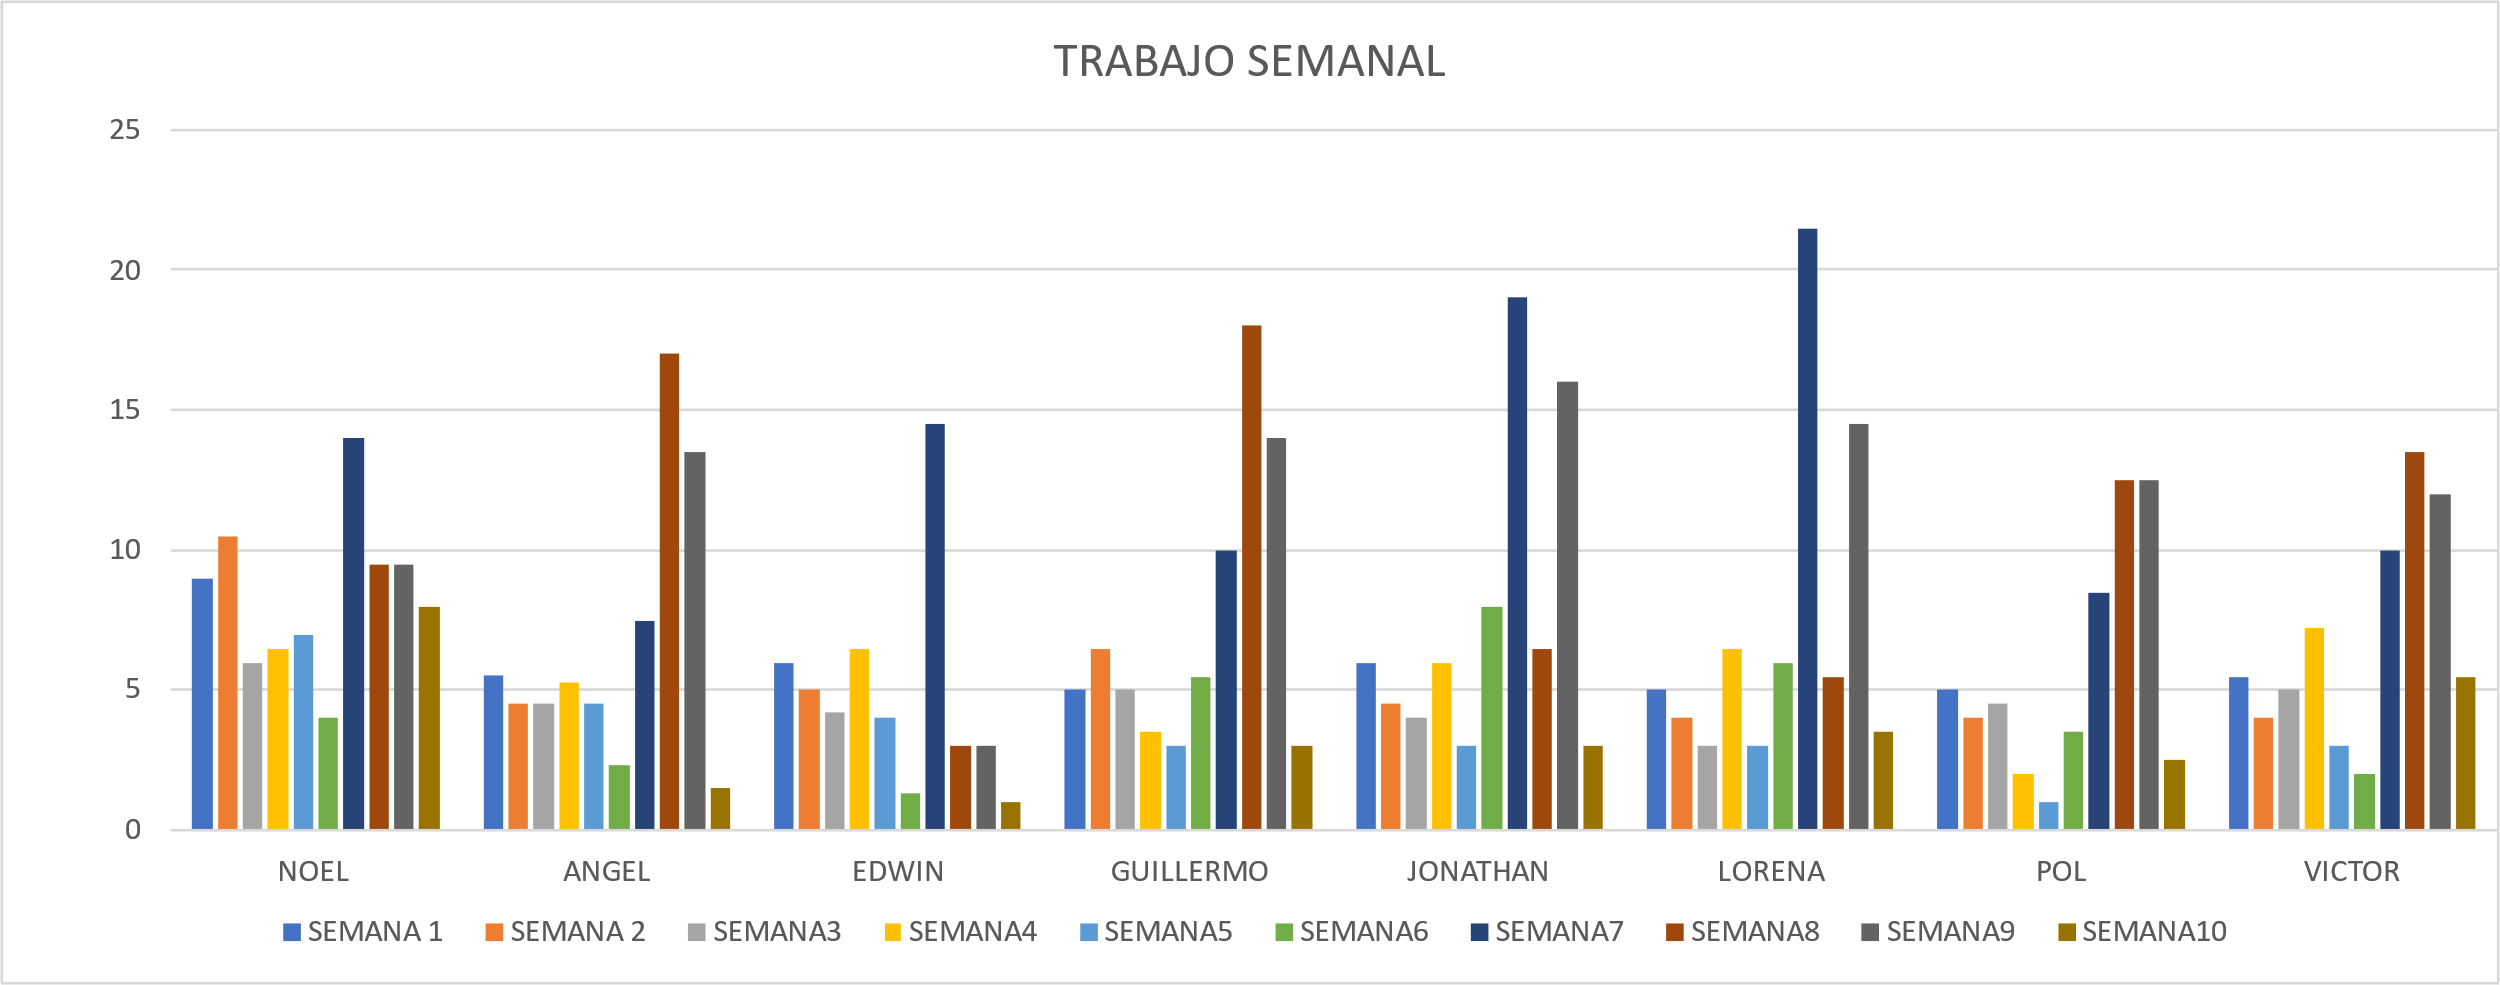 TRABAJO SEMANAL
25
20
15
10
5
0
NOEL ANGEL EDWIN GUILLERMO JONATHAN LORENA POL VICTOR
SEMANA 1 SEMANA 2 SEMANA3 SEMANA4 SEMANA5 SEMANA6 SEMANA7 SEMANA8 SEMANA9 SEMANA10